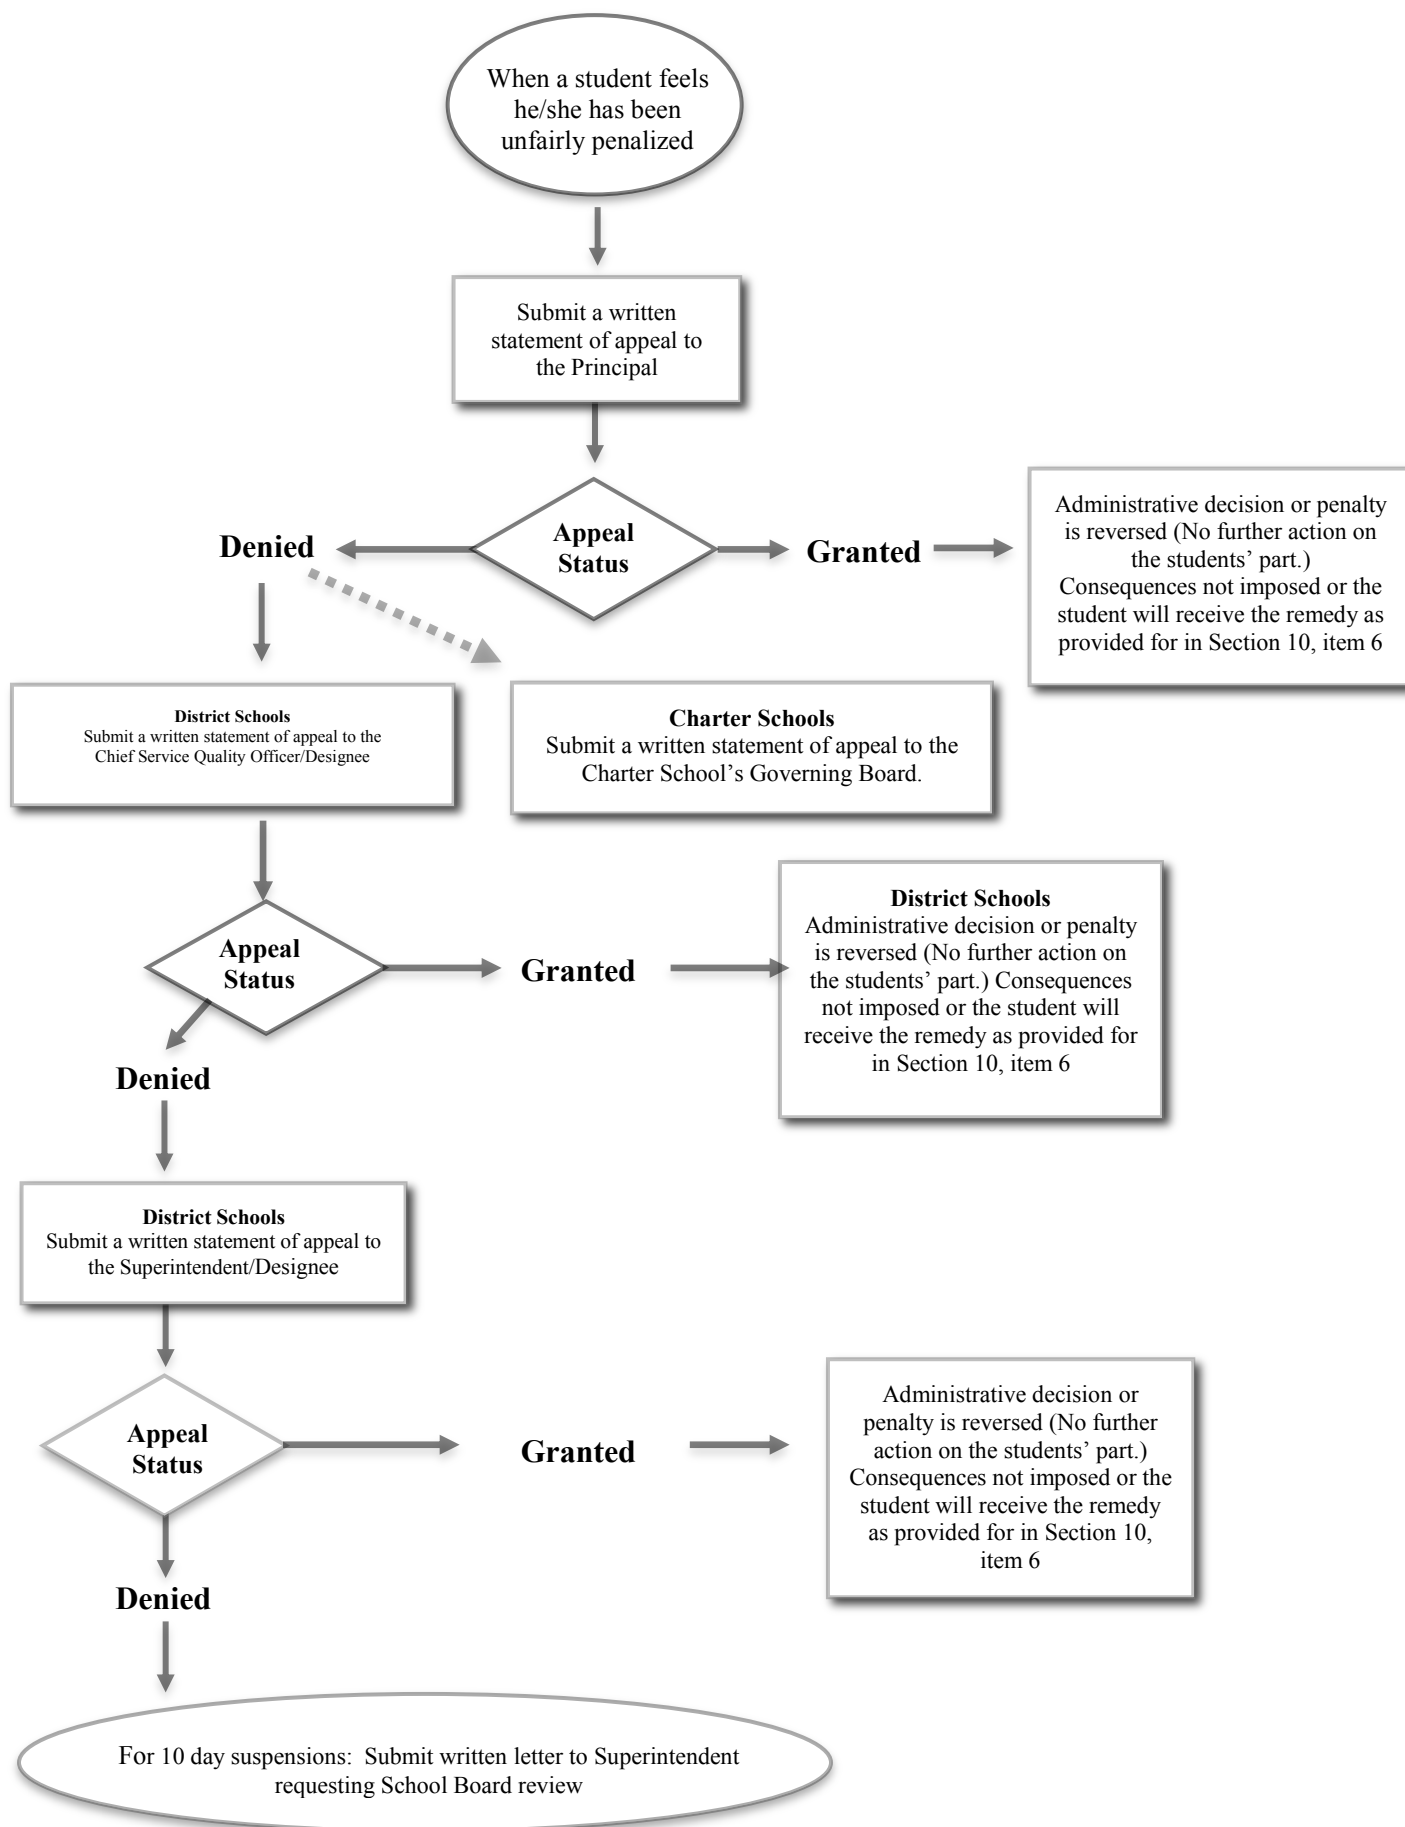 When a student feels
he/she has been
unfairly penalized
Submit a written
statement of appeal to
the Principal
Appeal
Status
Denied
Granted
Administrative decision or penalty
is reversed (No further action on
the students’ part.)
Consequences not imposed or the
student will receive the remedy as
provided for in Section 10, item 6
District Schools
Submit a written statement of appeal to the
Chief Service Quality Officer/Designee
Charter Schools
Submit a written statement of appeal to the
Charter School’s Governing Board.
Appeal
Status
Granted
District Schools
Administrative decision or penalty
is reversed (No further action on
the students’ part.) Consequences
not imposed or the student will
receive the remedy as provided for
in Section 10, item 6
Denied
District Schools
Submit a written statement of appeal to
the Superintendent/Designee
Appeal
Status
Granted
Administrative decision or
penalty is reversed (No further
action on the students’ part.)
Consequences not imposed or the
student will receive the remedy
as provided for in Section 10,
item 6
Denied
For 10 day suspensions:  Submit written letter to Superintendent
requesting School Board review